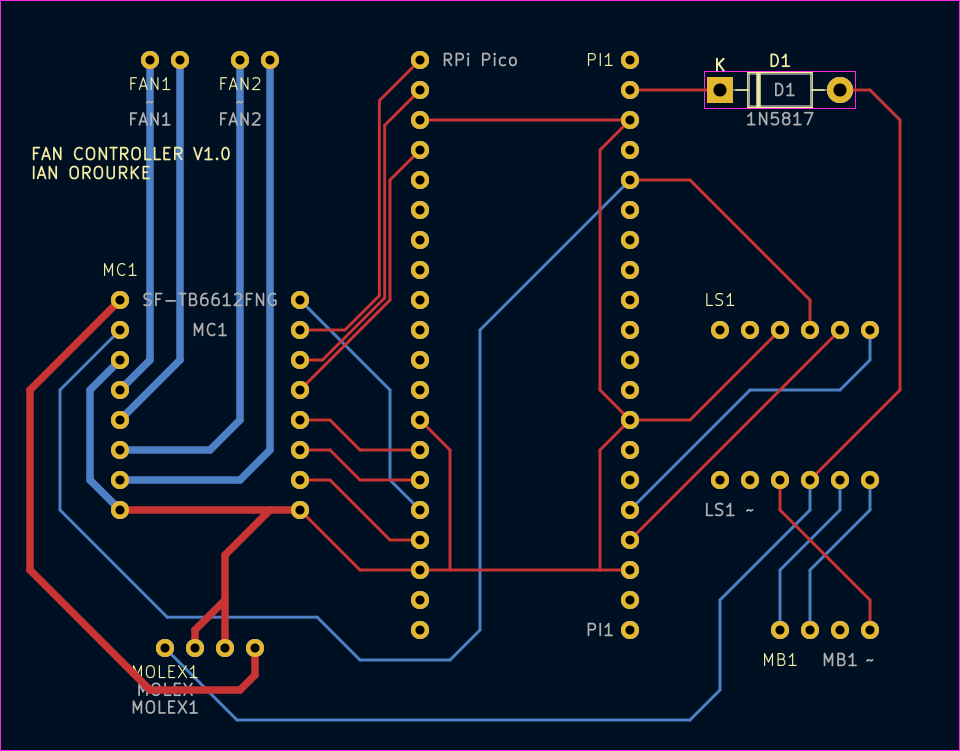 RPi Pico
PI1
K
D1
FAN1
FAN2
D1
~
~
FAN1
FAN2
1N5817
FAN CONTROLLER V1.0
IAN OROURKE
MC1
SF-TB6612FNG
LS1
MC1
LS1 ~
PI1
MB1
MB1 ~
MOLEX1
MOLEX
MOLEX1